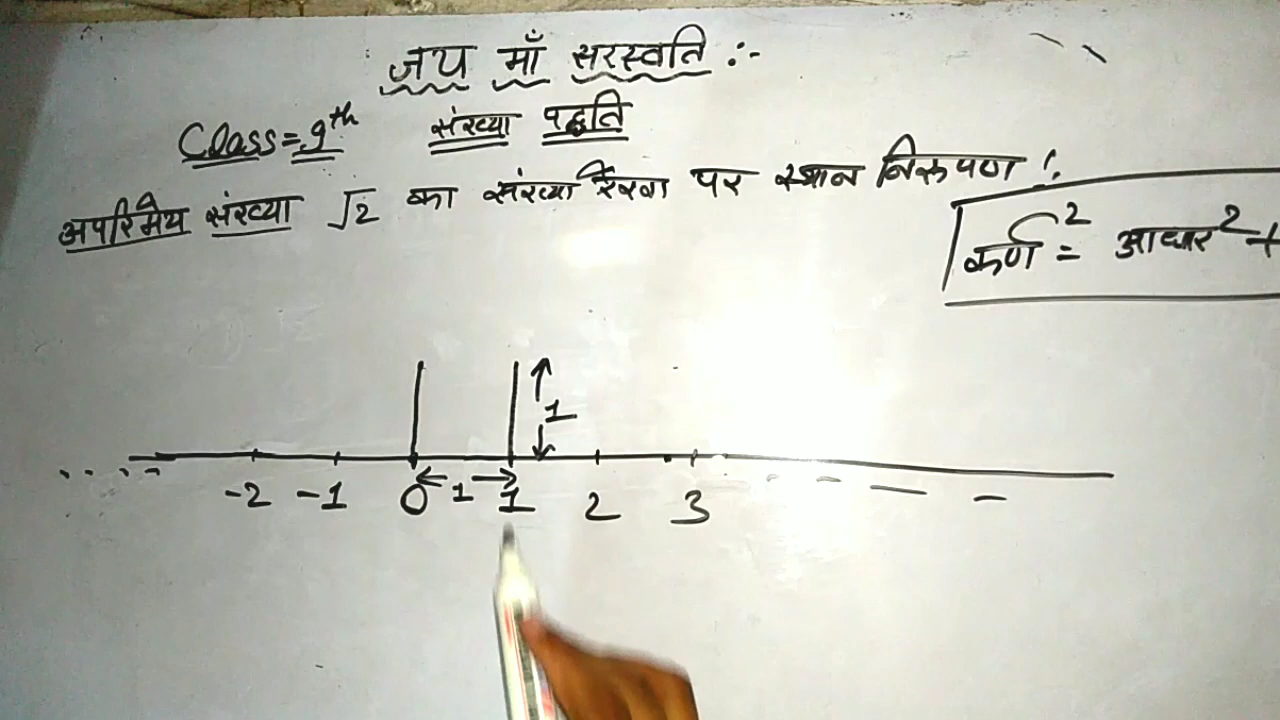 जय माँ सरस्वति :-
Class = 9th संख्या पद्धति
अपरिमेय संख्या √2 का संख्या रेखा पर स्थान निरूपण !
कर्ण² = आधार² +
1
-2 -1 0 1 1 2 3